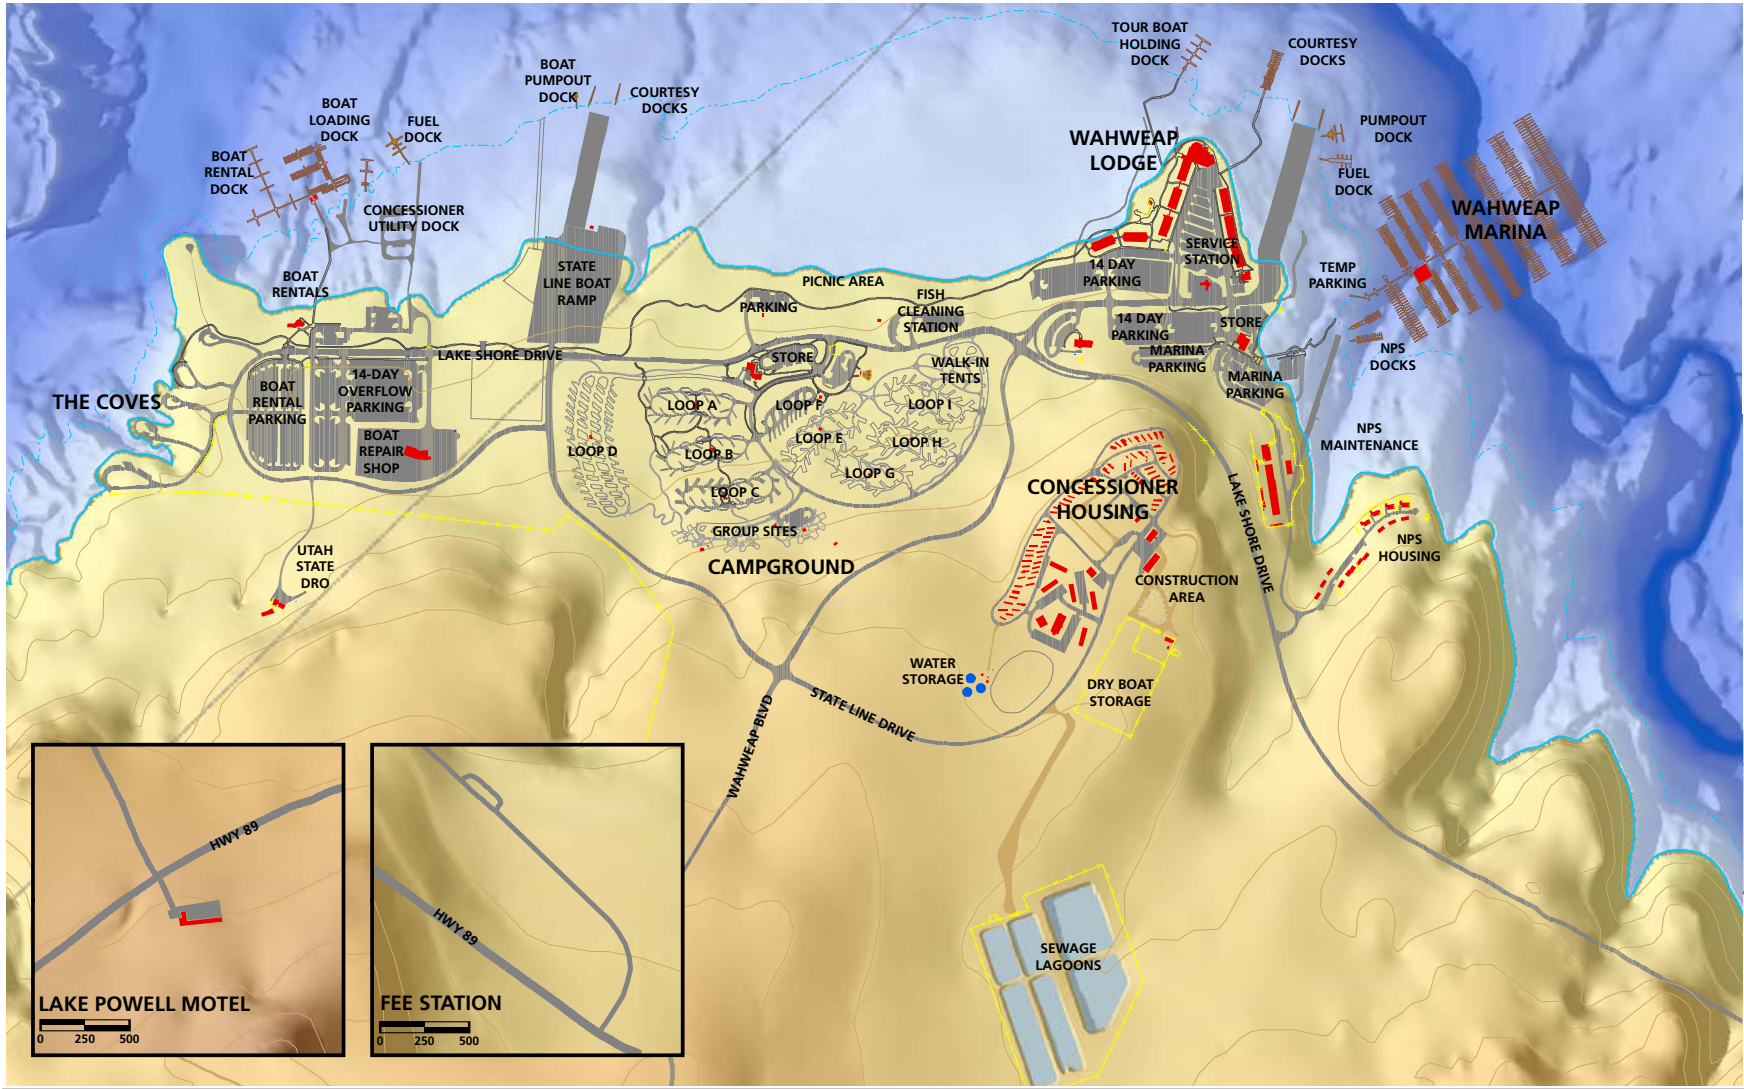 TOUR BOAT
HOLDING
DOCK
COURTESY
DOCKS
BOAT
PUMPOUT
DOCK
COURTESY
DOCKS
BOAT
LOADING
DOCK
FUEL
DOCK
PUMPOUT
DOCK
WAHWEAP
LODGE
BOAT
RENTAL
DOCK
FUEL
DOCK
CONCESSIONER
UTILITY DOCK
WAHWEAP
MARINA
SERVICE
STATION
BOAT
RENTALS
STATE
LINE BOAT
RAMP
PICNIC AREA
14 DAY
PARKING
TEMP
PARKING
PARKING
FISH
CLEANING
STATION
14 DAY
PARKING
STORE
LAKE SHORE DRIVE
STORE
WALK-IN
TENTS
MARINA
PARKING
NPS
DOCKS
MARINA
PARKING
THE COVES
BOAT
RENTAL
PARKING
14-DAY
OVERFLOW
PARKING
LOOP A
LOOP F
LOOP I
BOAT
REPAIR
SHOP
LOOP D
LOOP B
LOOP E
LOOP H
LOOP G
NPS
MAINTENANCE
LOOP C
CONCESSIONER
HOUSING
LAKE SHORE DRIVE
GROUP SITES
CAMPGROUND
NPS
HOUSING
UTAH
STATE
DRO
CONSTRUCTION
AREA
WATER
STORAGE
DRY BOAT
STORAGE
STATE LINE DRIVE
WAHWEAP BLVD
HWY 89
HWY 89
SEWAGE
LAGOONS
LAKE POWELL MOTEL
0 250 500
FEE STATION
0 250 500